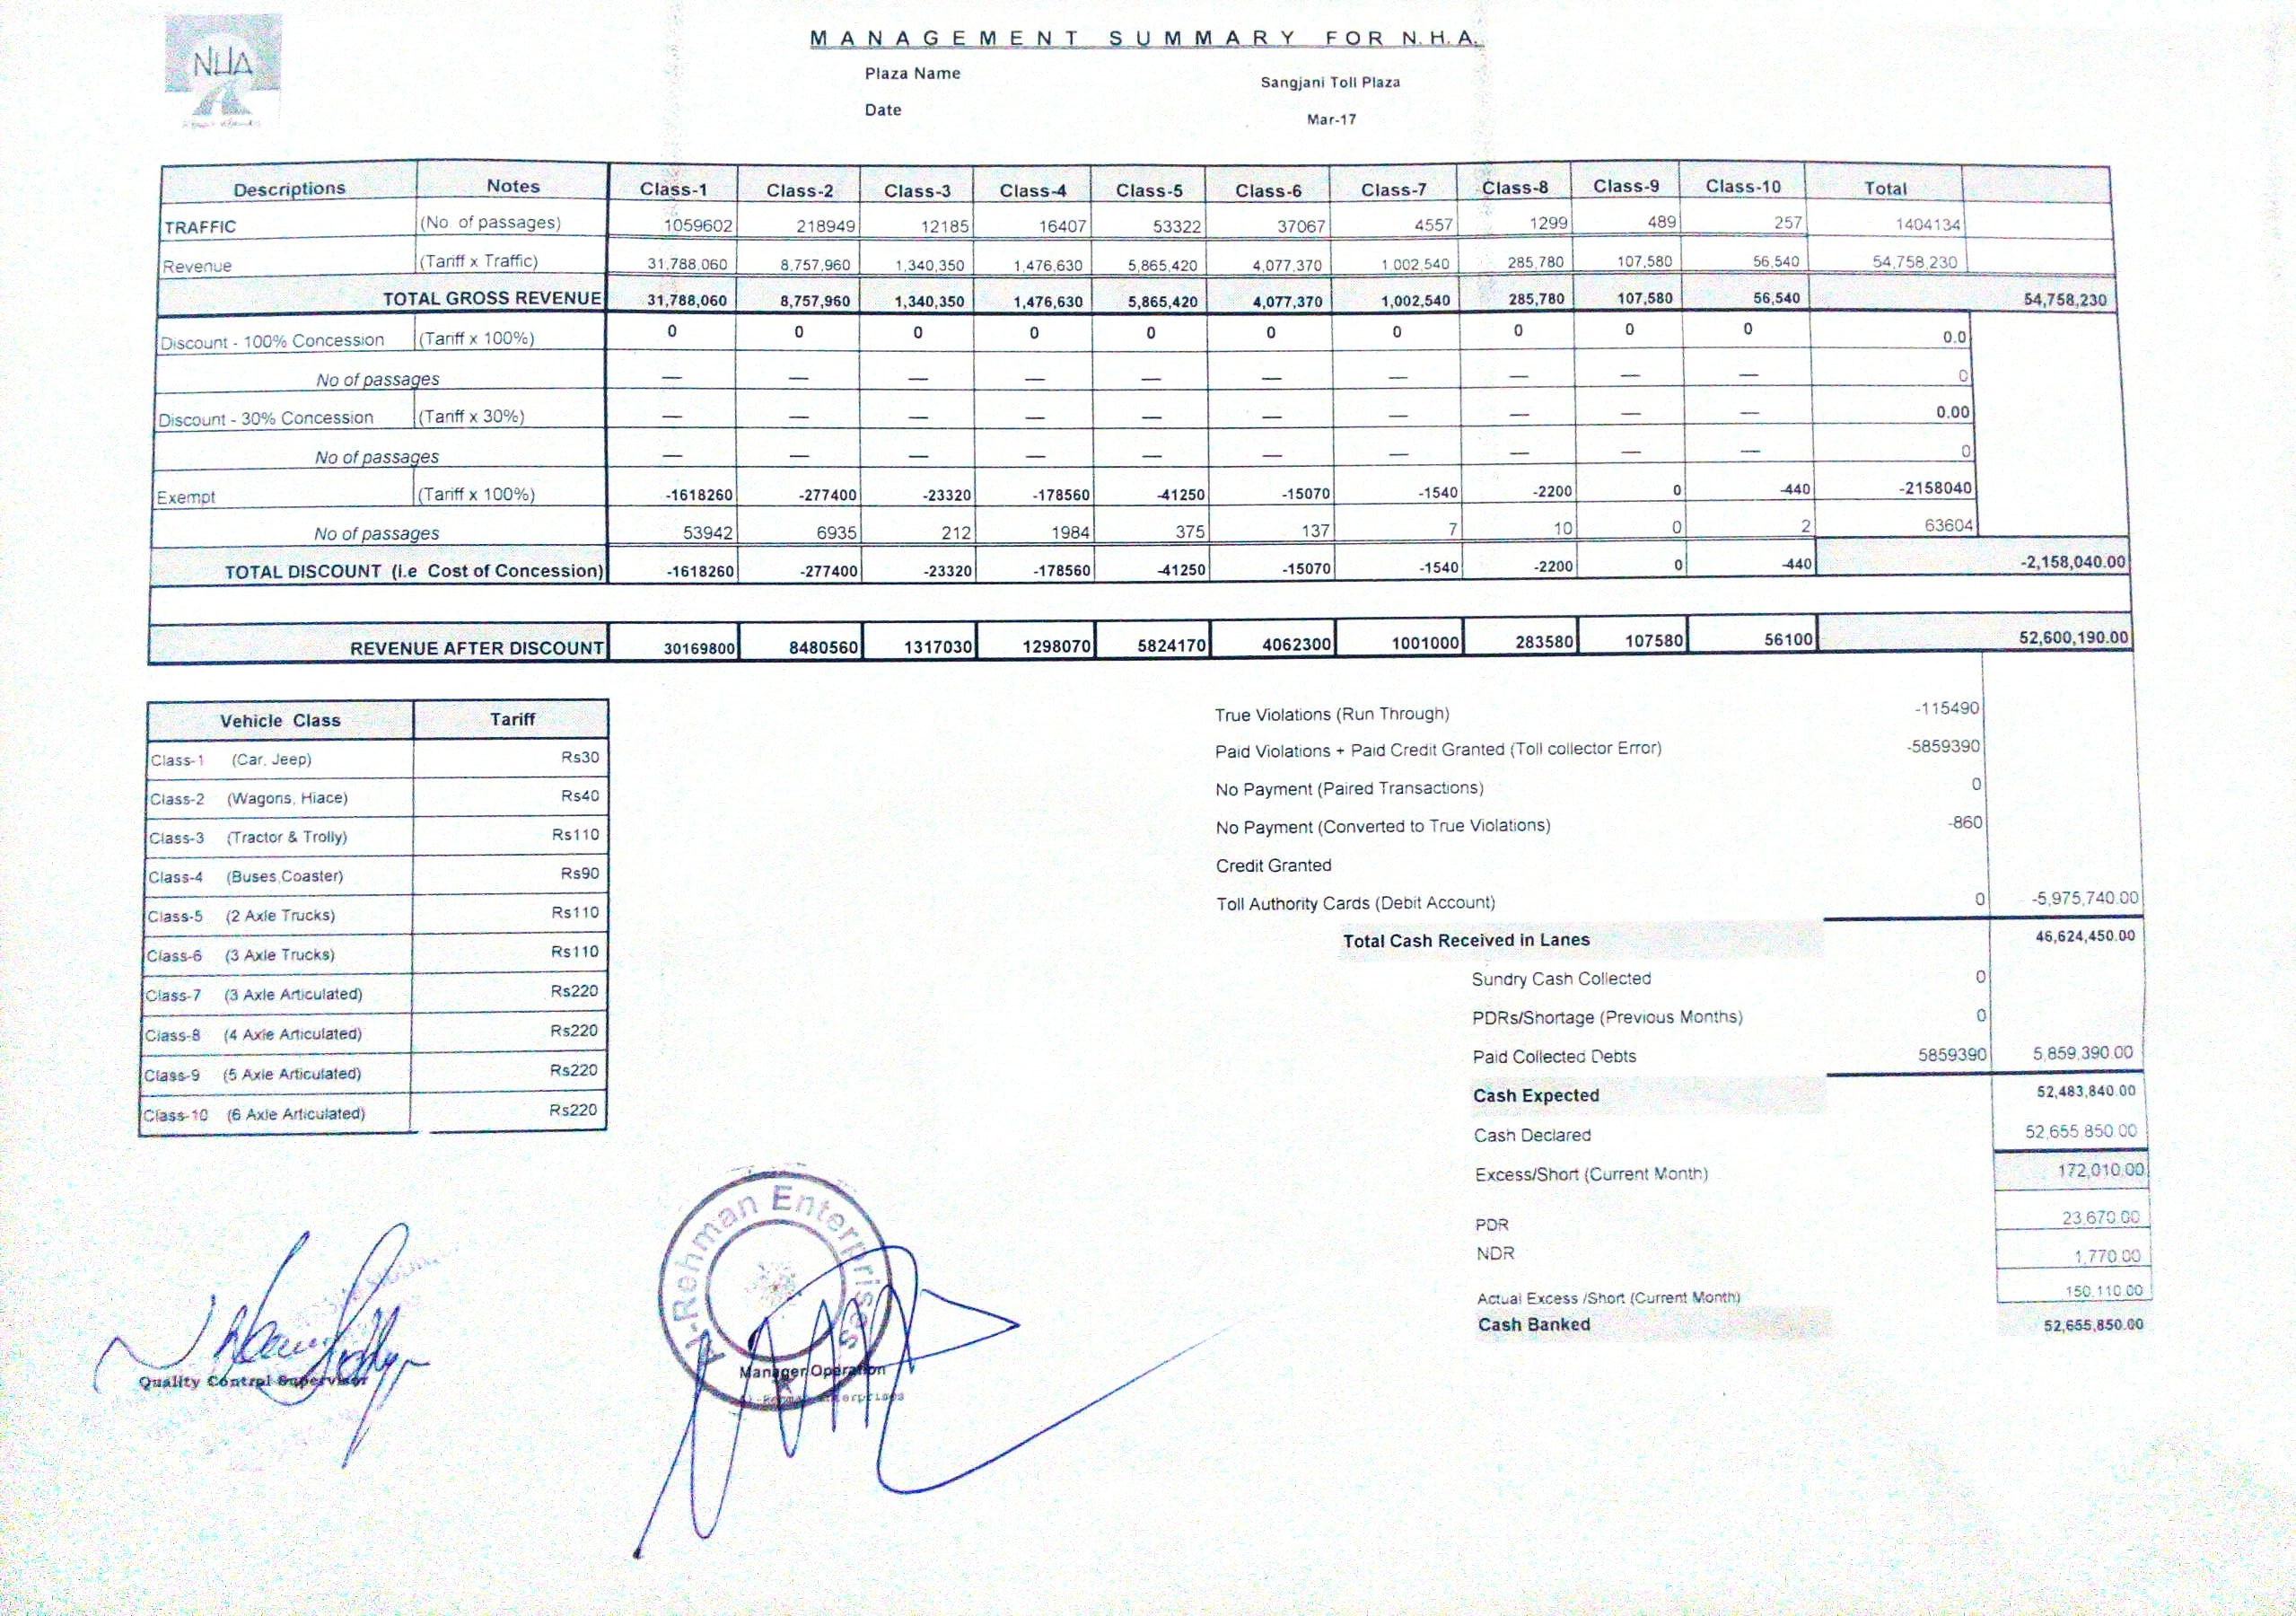 NHA
MANAGEMENT SUMMARY FOR N.H.A.
Plaza Name Sangjani Toll Plaza
Date Mar-17
Descriptions Notes Class-1 Class-2 Class-3 Class-4 Class-5 Class-6 Class-7 Class-8 Class-9 Class-10 Total
TRAFFIC (No. of passages) 1059602 218949 12185 16407 53322 37067 4557 1299 489 257 1404134
Revenue (Tariff x Traffic) 31,788,060 8,757,960 1,340,350 1,476,630 5,865,420 4,077,370 1,002,540 285,780 107,580 56,540 54,758,230
TOTAL GROSS REVENUE 31,788,060 8,757,960 1,340,350 1,476,630 5,865,420 4,077,370 1,002,540 285,780 107,580 56,540 54,758,230
Discount - 100% Concession (Tariff x 100%) 0 0 0 0 0 0 0 0 0 0 0.0
No of passages — — — — — — — — — — 0
Discount - 30% Concession (Tariff x 30%) — — — — — — — — — — 0.00
No of passages — — — — — — — — — — 0
Exempt (Tariff x 100%) -1618260 -277400 -23320 -178560 -41250 -15070 -1540 -2200 0 -440 -2158040
No of passages 53942 6935 212 1984 375 137 7 10 0 2 63604
TOTAL DISCOUNT (i.e Cost of Concession) -1618260 -277400 -23320 -178560 -41250 -15070 -1540 -2200 0 -440 -2,158,040.00
REVENUE AFTER DISCOUNT 30169800 8480560 1317030 1298070 5824170 4062300 1001000 283580 107580 56100 52,600,190.00
Vehicle Class Tariff
Class-1 (Car, Jeep) Rs30
Class-2 (Wagons, Hiace) Rs40
Class-3 (Tractor & Trolly) Rs110
Class-4 (Buses,Coaster) Rs90
Class-5 (2 Axle Trucks) Rs110
Class-6 (3 Axle Trucks) Rs110
Class-7 (3 Axle Articulated) Rs220
Class-8 (4 Axle Articulated) Rs220
Class-9 (5 Axle Articulated) Rs220
Class-10 (6 Axle Articulated) Rs220
True Violations (Run Through) -115490
Paid Violations + Paid Credit Granted (Toll collector Error) -5859390
No Payment (Paired Transactions) 0
No Payment (Converted to True Violations) -860
Credit Granted
Toll Authority Cards (Debit Account) 0 -5,975,740.00
Total Cash Received in Lanes 46,624,450.00
Sundry Cash Collected 0
PDRs/Shortage (Previous Months) 0
Paid Collected Debts 5859390 5,859,390.00
Cash Expected 52,483,840.00
Cash Declared 52,655,850.00
Excess/Short (Current Month) 172,010.00
PDR 23,670.00
NDR 1,770.00
Actual Excess /Short (Current Month) 150,110.00
Cash Banked 52,655,850.00
Quality Control Supervisor
Al-Rehman Enterprises
Manager Operation